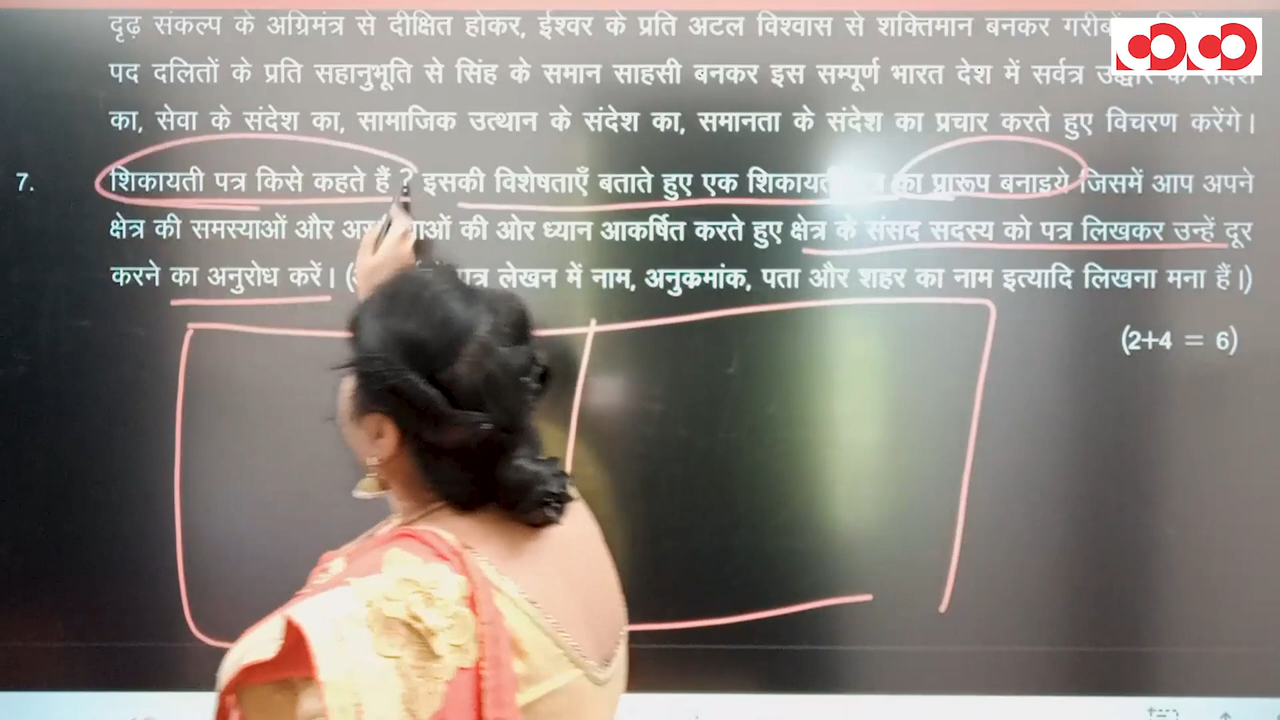 दृढ़ संकल्प के अग्रिमंत्र से दीक्षित होकर, ईश्वर के प्रति अटल विश्वास से शक्तिमान बनकर
पद दलितों के प्रति सहानुभूति से सिंह के समान साहसी बनकर इस सम्पूर्ण भारत देश में सर्वत्र
का, सेवा के संदेश का, सामाजिक उत्थान के संदेश का, समानता के संदेश का प्रचार करते हुए विचरण करेंगे।
7. शिकायती पत्र किसे कहते हैं ? इसकी विशेषताएँ बताते हुए एक का प्रारूप बनाइये जिसमें आप अपने
क्षेत्र की समस्याओं और की ओर ध्यान आकर्षित करते हुए क्षेत्र के संसद सदस्य को पत्र लिखकर उन्हें दूर
करने का अनुरोध करें। पत्र लेखन में नाम, अनुकमांक, पता और शहर का नाम इत्यादि लिखना मना हैं।)
(2+4 = 6)